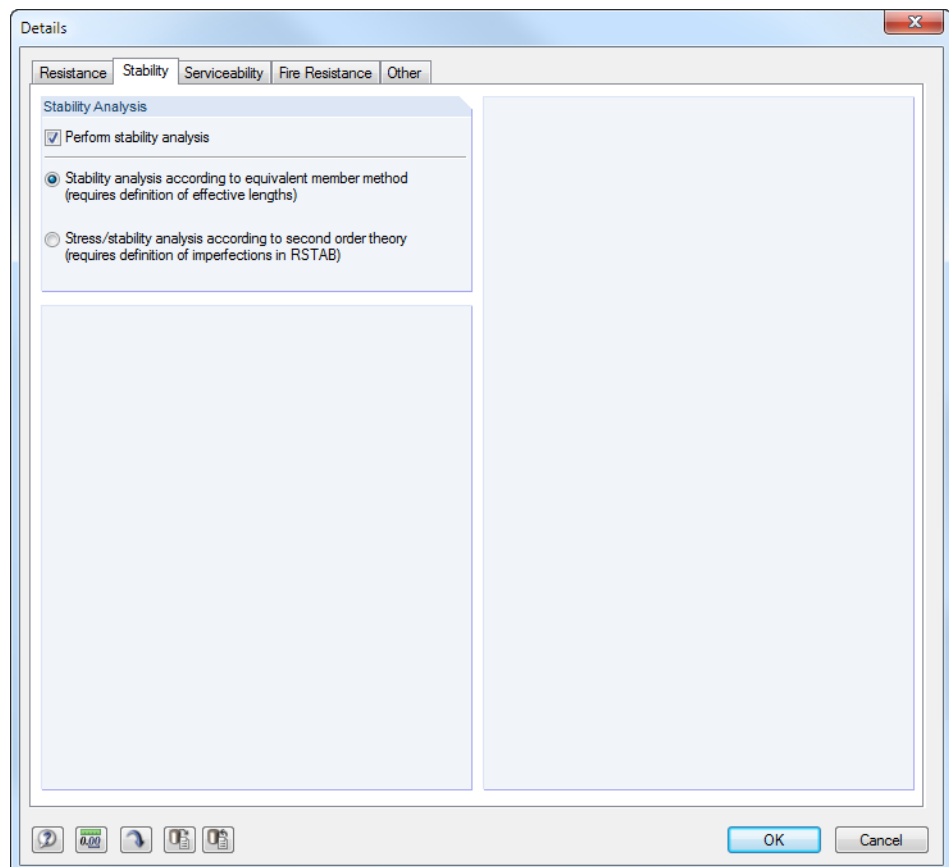 Details
Resistance
Stability
Serviceability
Fire Resistance
Other
Stability Analysis
Perform stability analysis
Stability analysis according to equivalent member method
(requires definition of effective lengths)
Stress/stability analysis according to second order theory
(requires definition of imperfections in RSTAB)
0.00
OK
Cancel